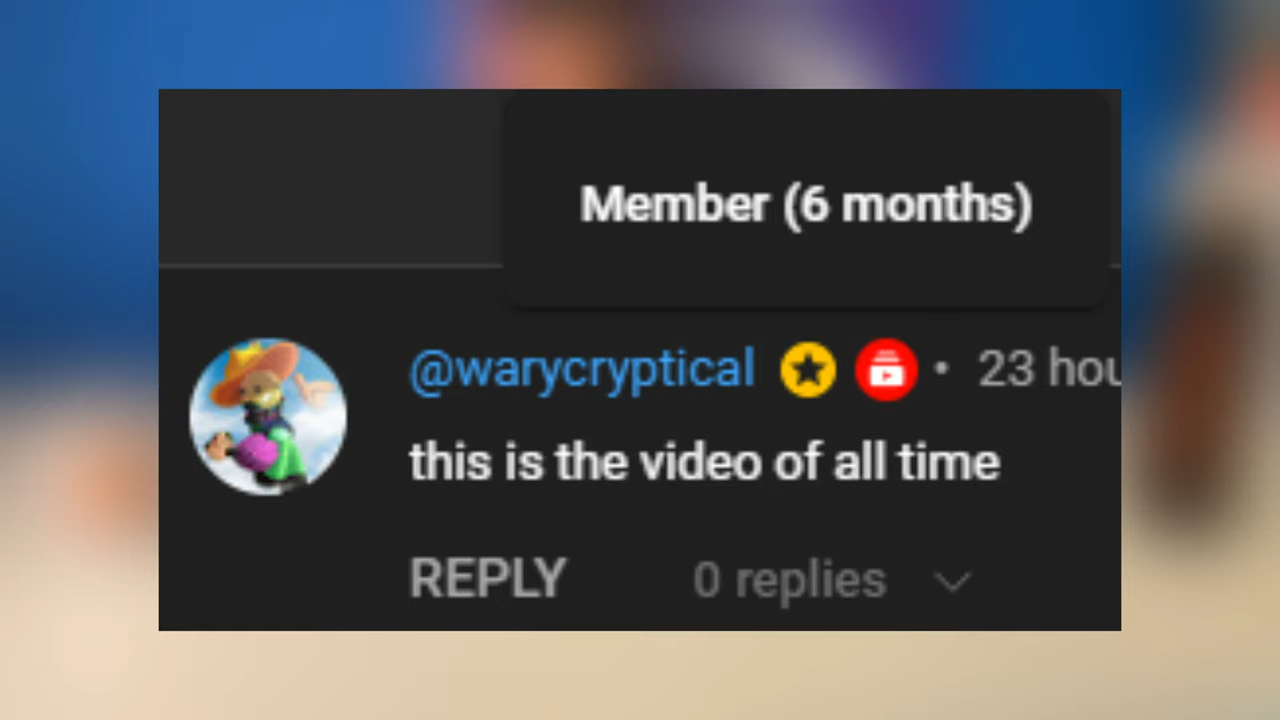 Member (6 months)
@warycryptical • 23 hou
this is the video of all time
REPLY 0 replies